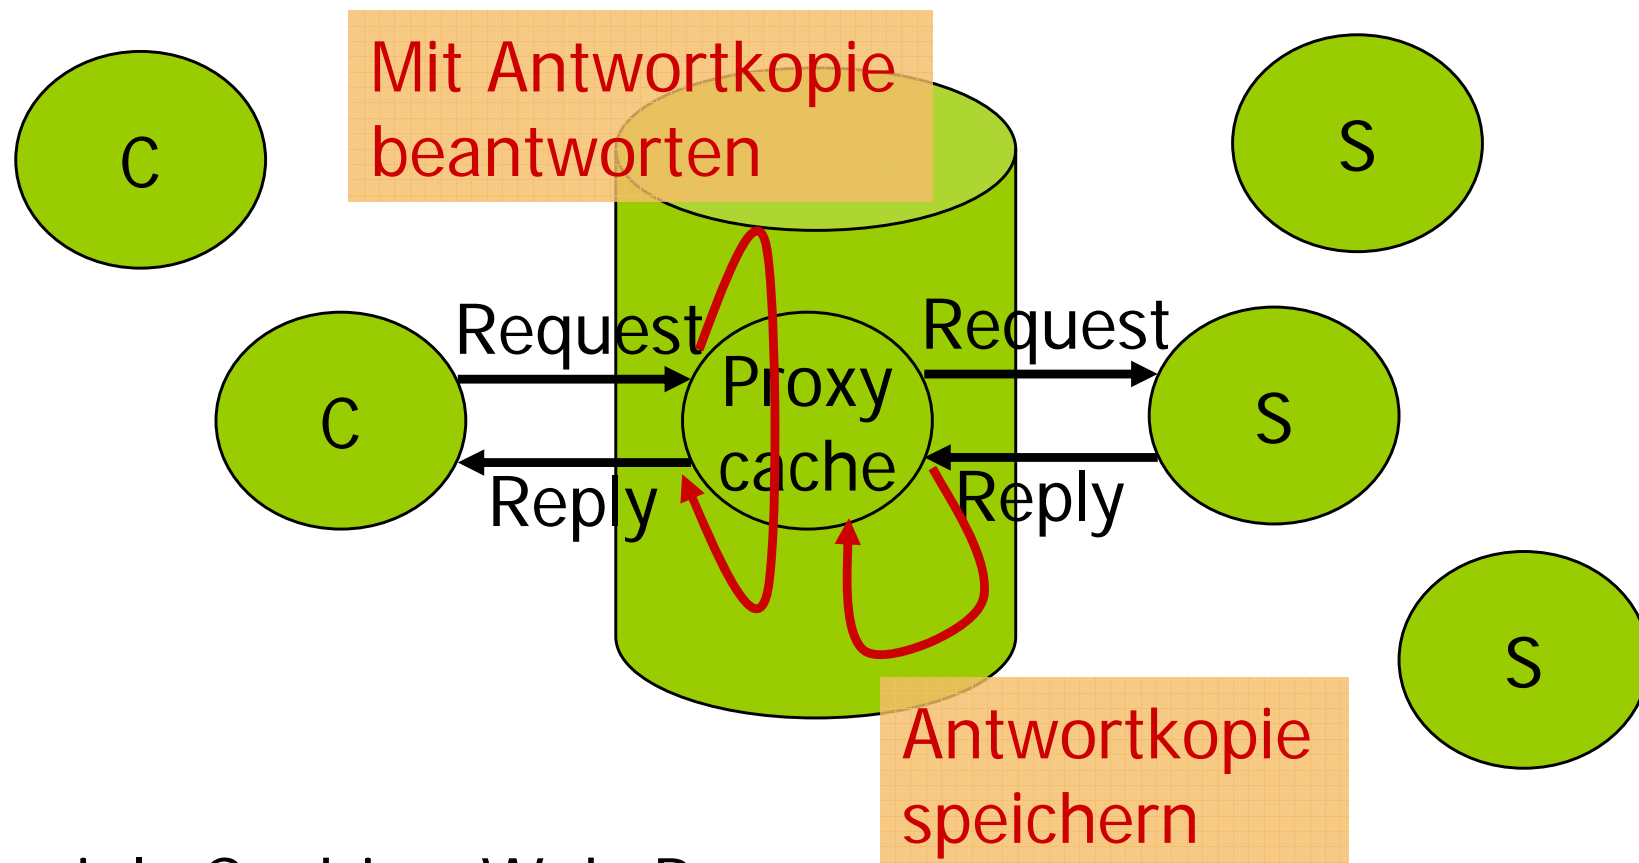 Mit Antwortkopie
beantworten
C
S
Request
Request
Proxy
cache
C
S
Reply
Reply
S
Antwortkopie
speichern